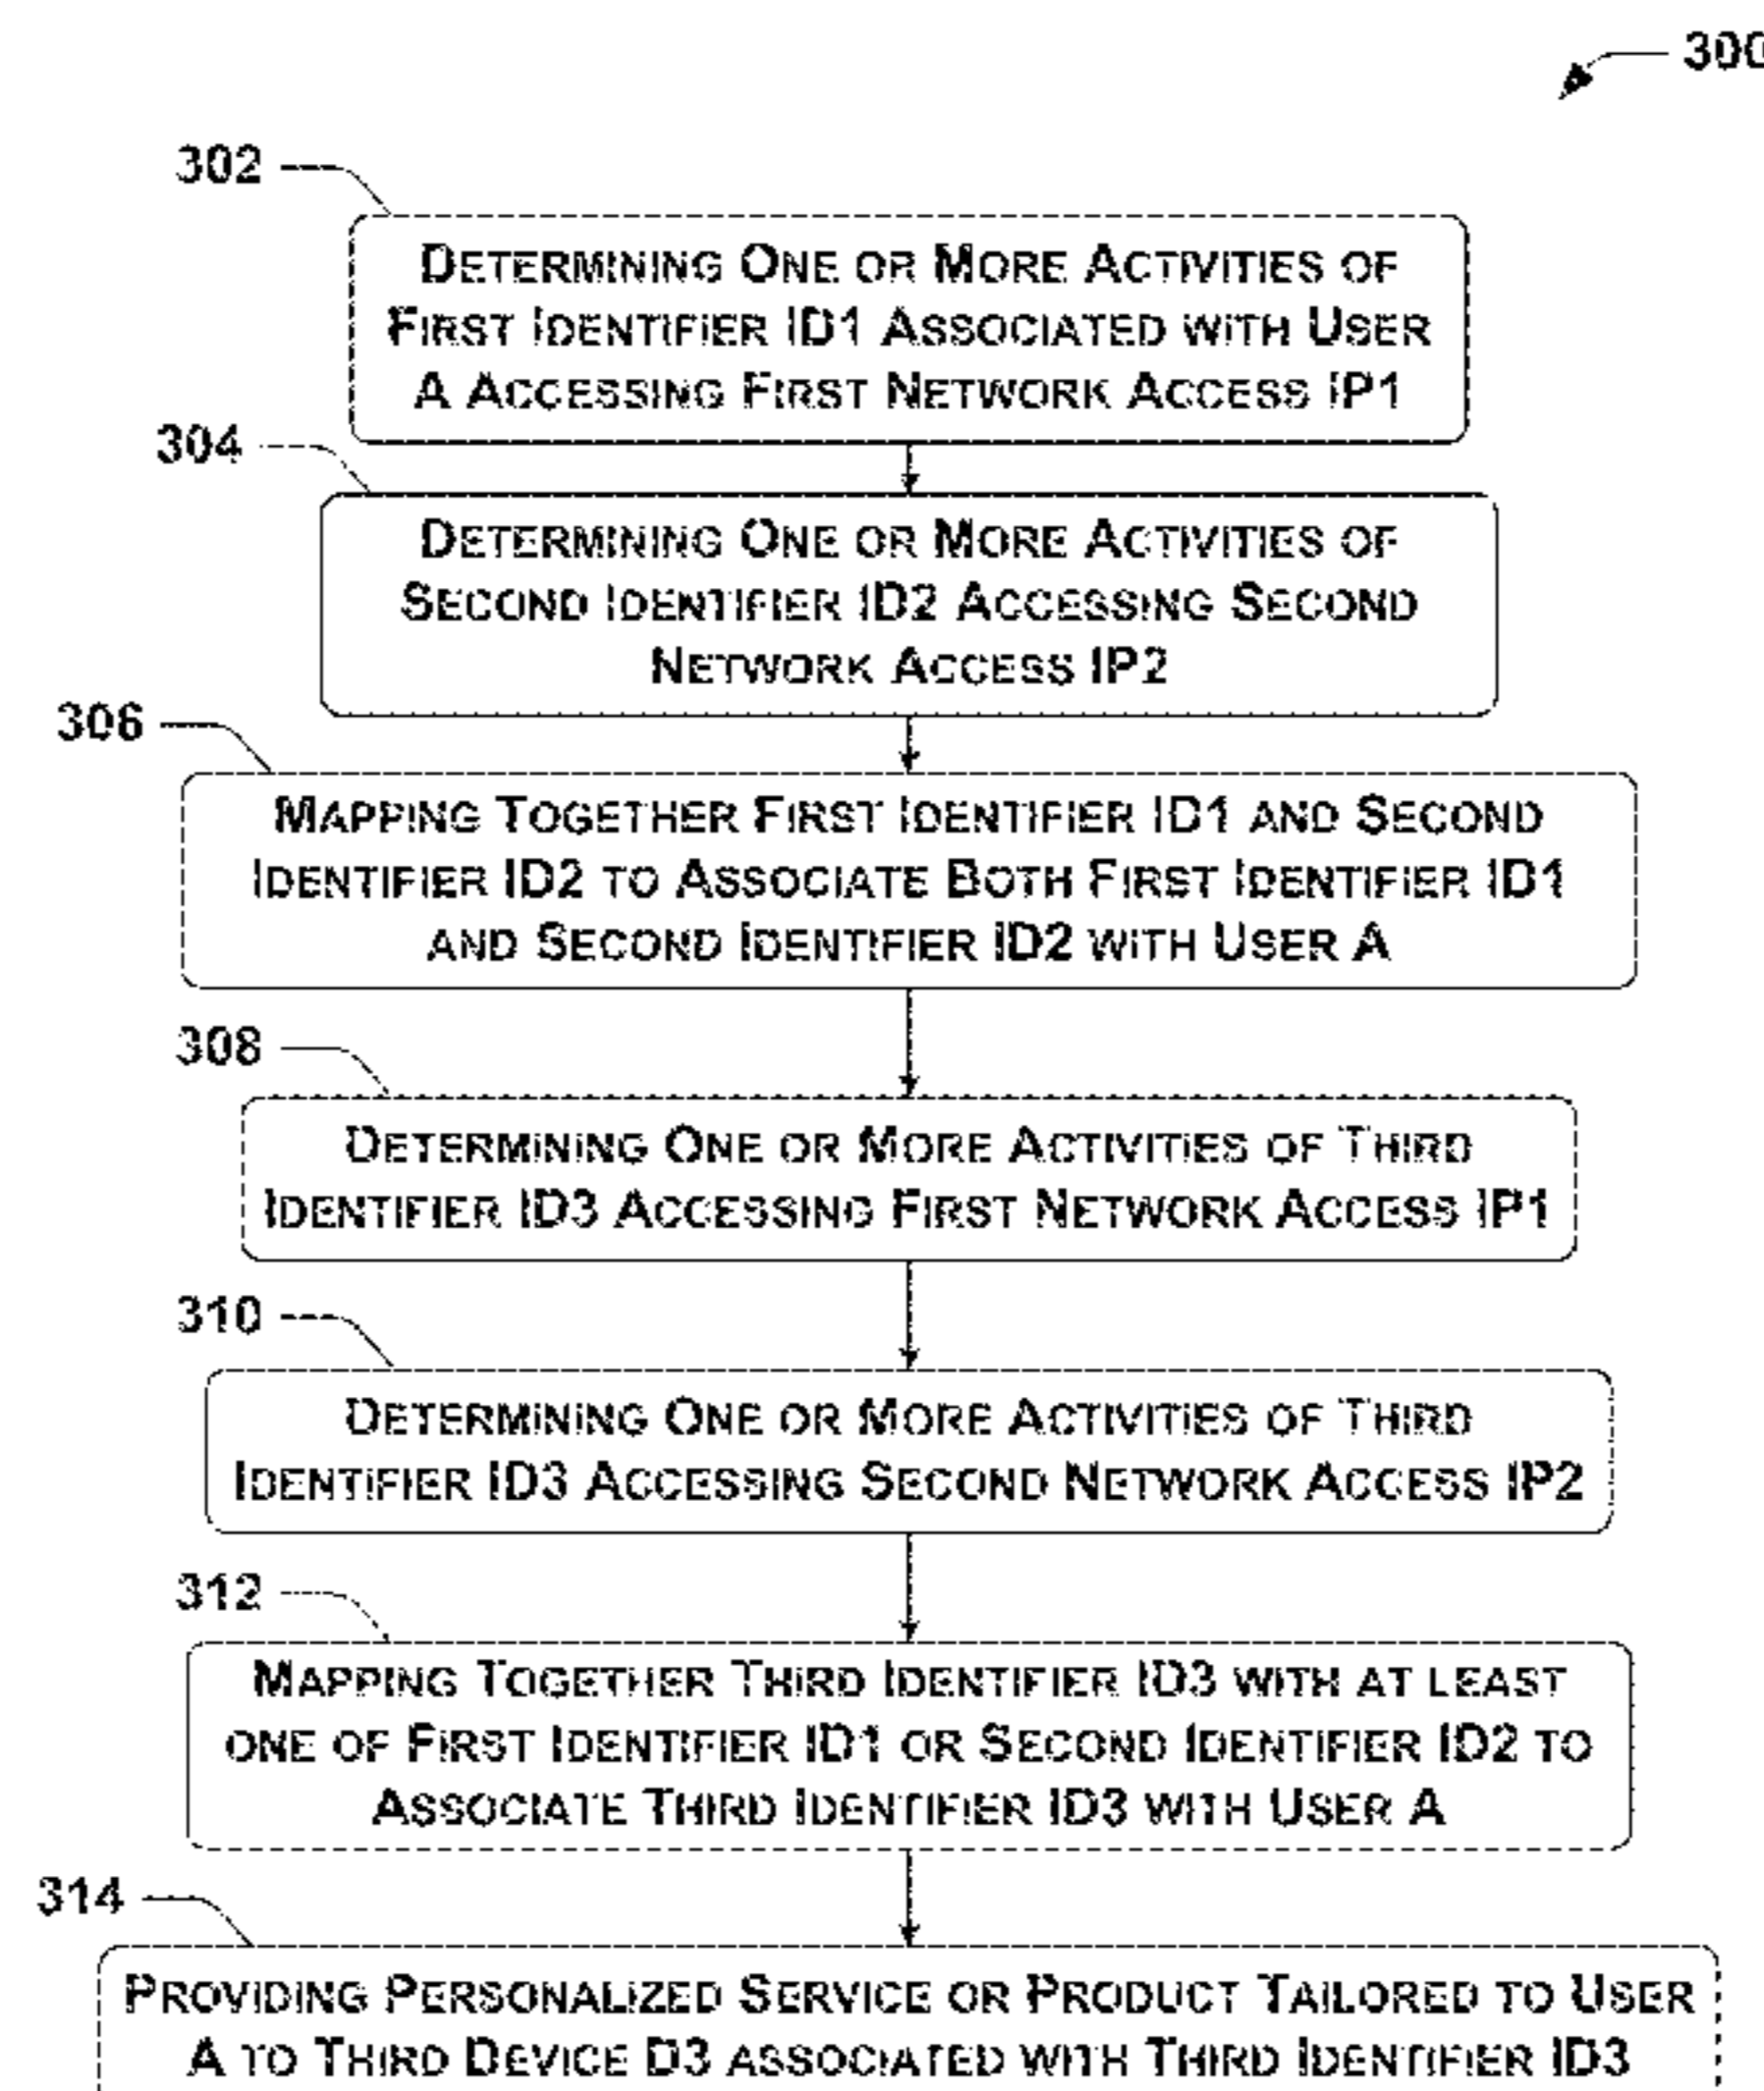 300
302
DETERMINING ONE OR MORE ACTIVITIES OF
FIRST IDENTIFIER ID1 ASSOCIATED WITH USER
A ACCESSING FIRST NETWORK ACCESS IP1
304
DETERMINING ONE OR MORE ACTIVITIES OF
SECOND IDENTIFIER ID2 ACCESSING SECOND
NETWORK ACCESS IP2
306
MAPPING TOGETHER FIRST IDENTIFIER ID1 AND SECOND
IDENTIFIER ID2 TO ASSOCIATE BOTH FIRST IDENTIFIER ID1
AND SECOND IDENTIFIER ID2 WITH USER A
308
DETERMINING ONE OR MORE ACTIVITIES OF THIRD
IDENTIFIER ID3 ACCESSING FIRST NETWORK ACCESS IP1
310
DETERMINING ONE OR MORE ACTIVITIES OF THIRD
IDENTIFIER ID3 ACCESSING SECOND NETWORK ACCESS IP2
312
MAPPING TOGETHER THIRD IDENTIFIER ID3 WITH AT LEAST
ONE OF FIRST IDENTIFIER ID1 OR SECOND IDENTIFIER ID2 TO
ASSOCIATE THIRD IDENTIFIER ID3 WITH USER A
314
PROVIDING PERSONALIZED SERVICE OR PRODUCT TAILORED TO USER
A TO THIRD DEVICE D3 ASSOCIATED WITH THIRD IDENTIFIER ID3